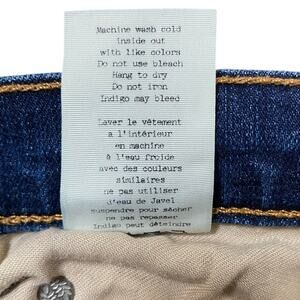 Machine wash cold
inside out
with like colors
Do not use bleach
Hang to dry
Do not iron
Indigo may bleed
Laver le vêtement
a l'intérieur
en machine
à l'eau froide
avec des couleurs
similaires
ne pas utiliser
d'eau de Javel
suspendre pour sécher
ne pas repasser
Indigo peut déteindre